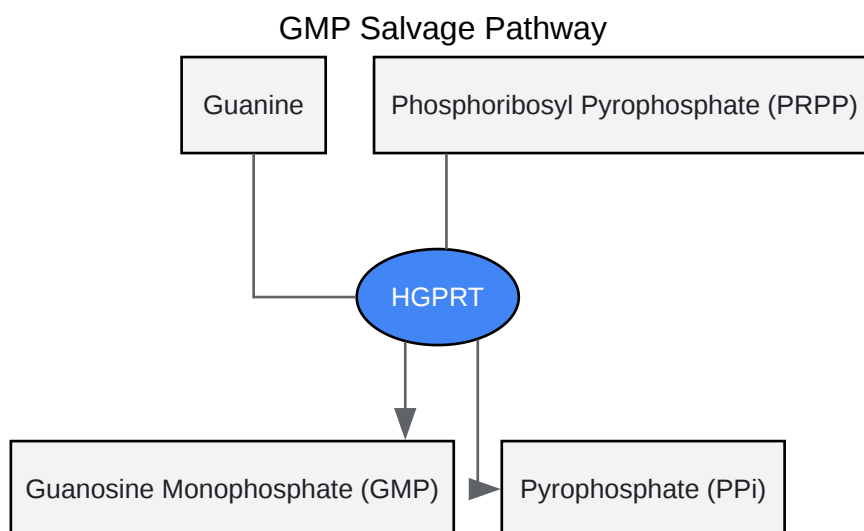 GMP Salvage Pathway
Guanine
Phosphoribosyl Pyrophosphate (PRPP)
HGPRT
Guanosine Monophosphate (GMP)
Pyrophosphate (PPi)